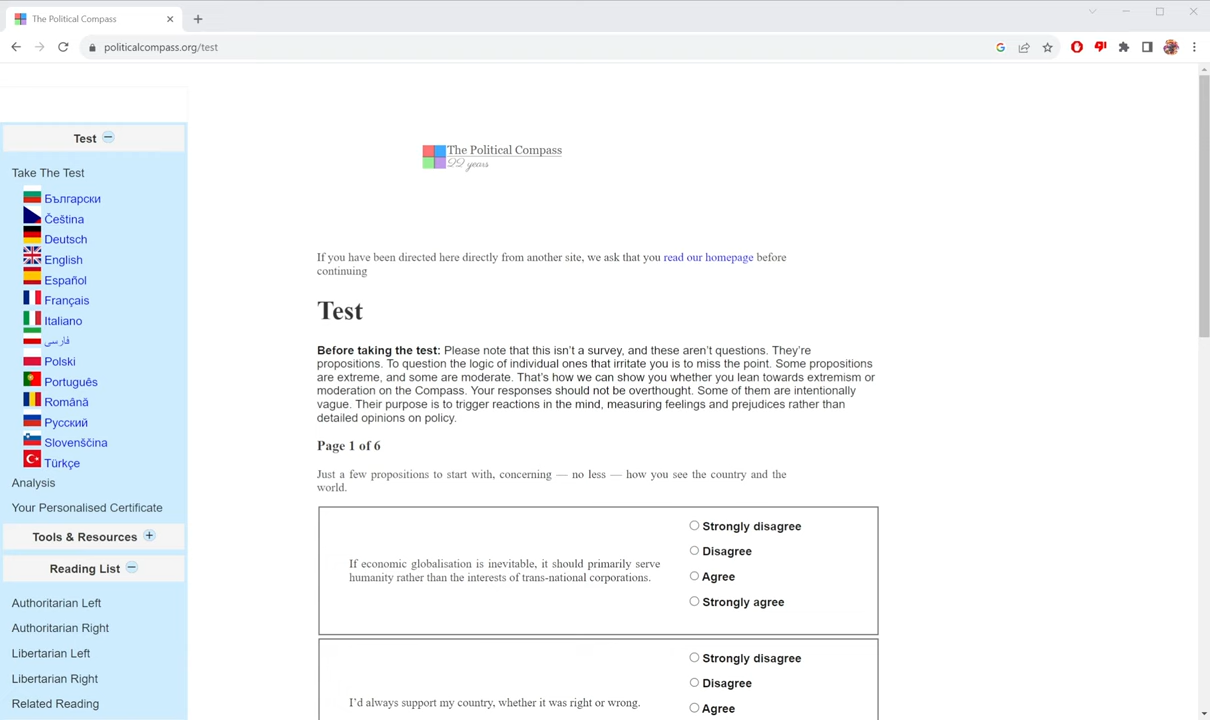 The Political Compass
politicalcompass.org/test
Test
Take The Test
Български
Čeština
Deutsch
English
Español
Français
Italiano
فارسی
Polski
Português
Română
Русский
Slovenščina
Türkçe
Analysis
Your Personalised Certificate
Tools & Resources
Reading List
Authoritarian Left
Authoritarian Right
Libertarian Left
Libertarian Right
Related Reading
The Political Compass
22 years
If you have been directed here directly from another site, we ask that you read our homepage before
continuing
Test
Before taking the test: Please note that this isn't a survey, and these aren't questions. They're
propositions. To question the logic of individual ones that irritate you is to miss the point. Some propositions
are extreme, and some are moderate. That's how we can show you whether you lean towards extremism or
moderation on the Compass. Your responses should not be overthought. Some of them are intentionally
vague. Their purpose is to trigger reactions in the mind, measuring feelings and prejudices rather than
detailed opinions on policy.
Page 1 of 6
Just a few propositions to start with, concerning — no less — how you see the country and the
world.
If economic globalisation is inevitable, it should primarily serve
humanity rather than the interests of trans-national corporations.
Strongly disagree
Disagree
Agree
Strongly agree
I'd always support my country, whether it was right or wrong.
Strongly disagree
Disagree
Agree